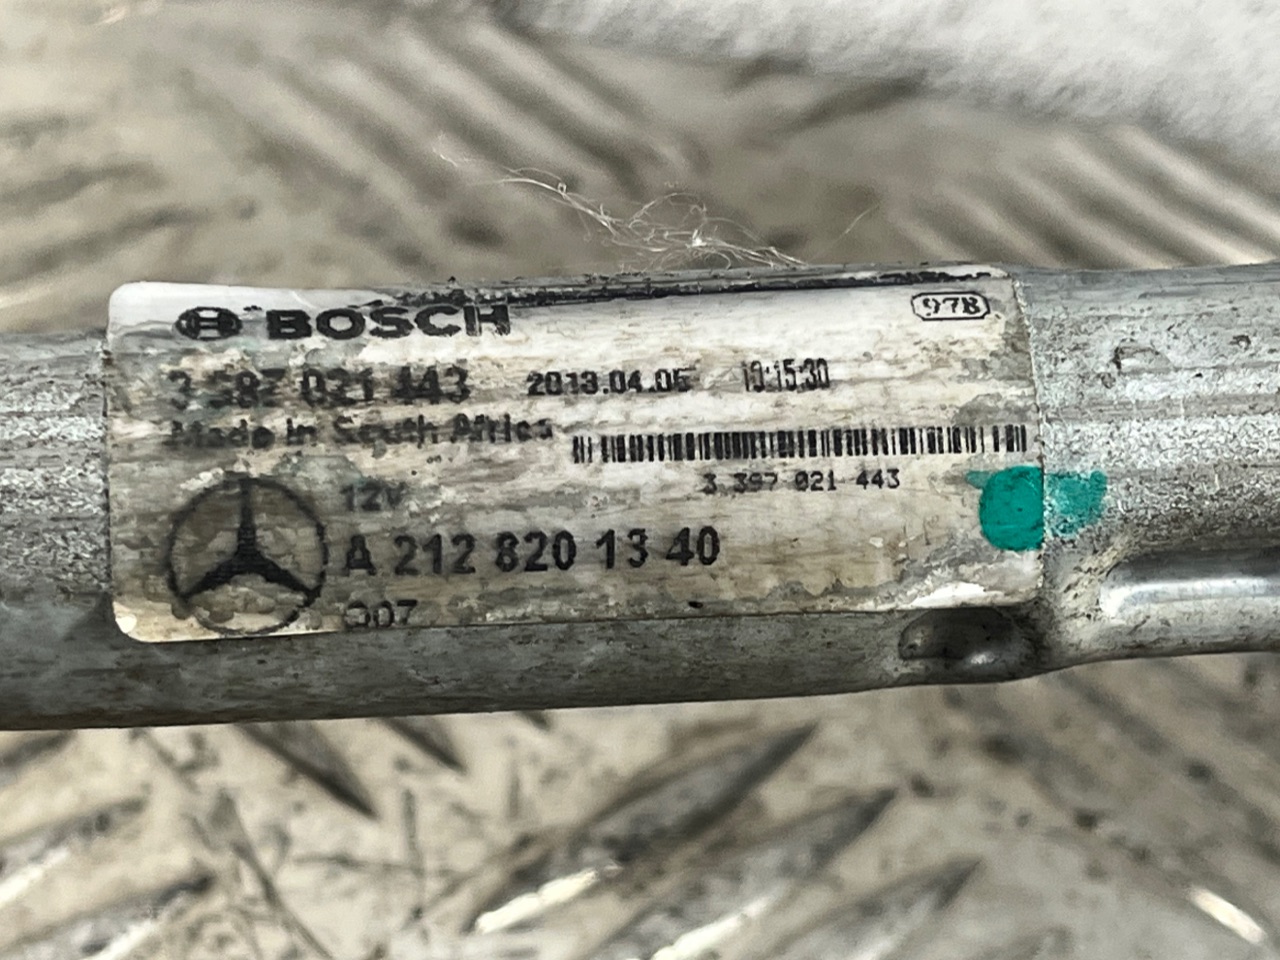 BOSCH
97B
3 397 021 443 2013.04.05 10:15:30
Made in South Africa
3 397 021 443
12V
A 212 820 13 40
007